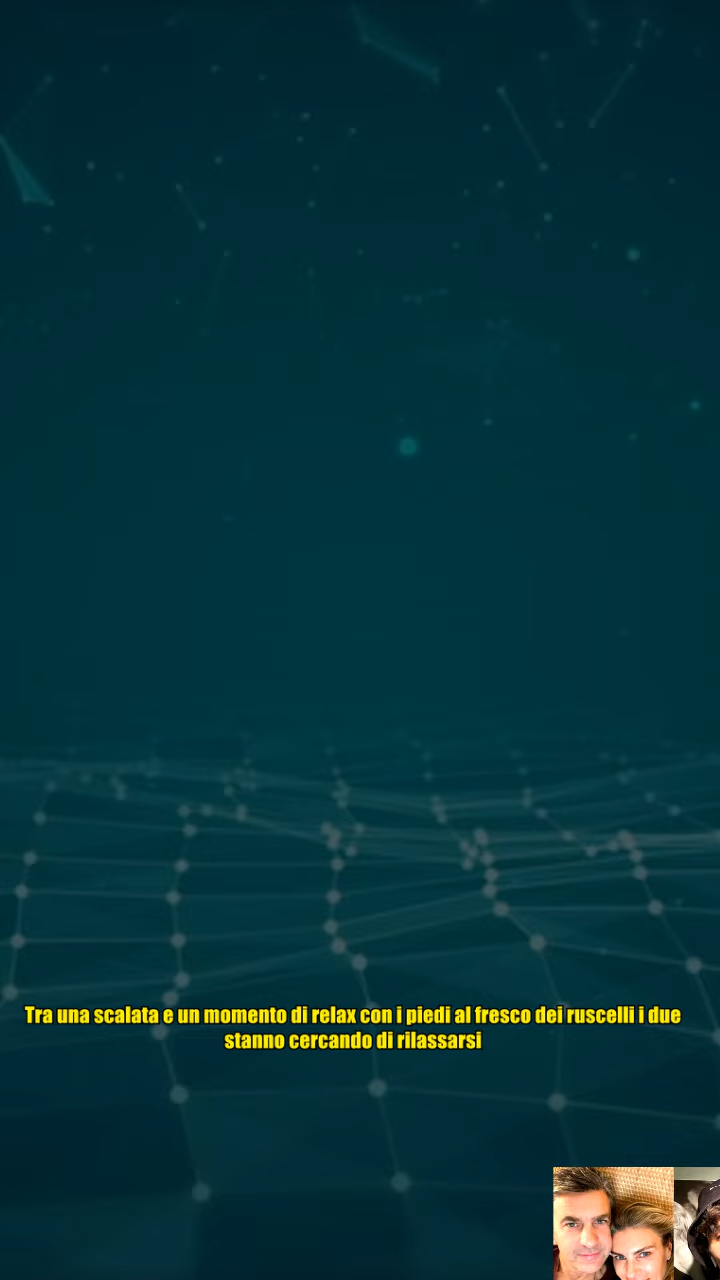 Tra una scalata e un momento di relax con i piedi al fresco dei ruscelli i due
stanno cercando di rilassarsi